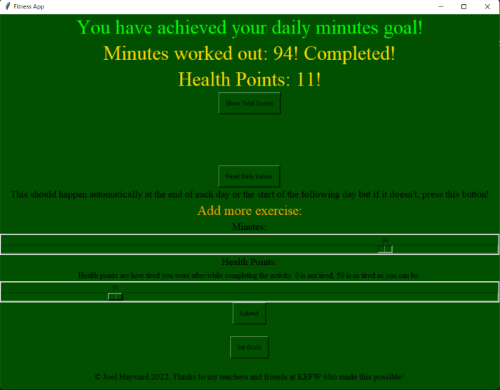 Fitness App
You have achieved your daily minutes goal!
Minutes worked out: 94! Completed!
Health Points: 11!
Show Total Scores
Reset Daily Values
This should happen automatically at the end of each day or the start of the following day but if it doesn't, press this button!
Add more exercise:
Minutes:
94
Health Points:
Health points are how tired you were after/while completing the activity. 0 is not tired, 50 is as tired as you can be.
11
Submit
Set Goals
© Joel Hayward 2022. Thanks to my teachers and friends at KEFW who made this possible!